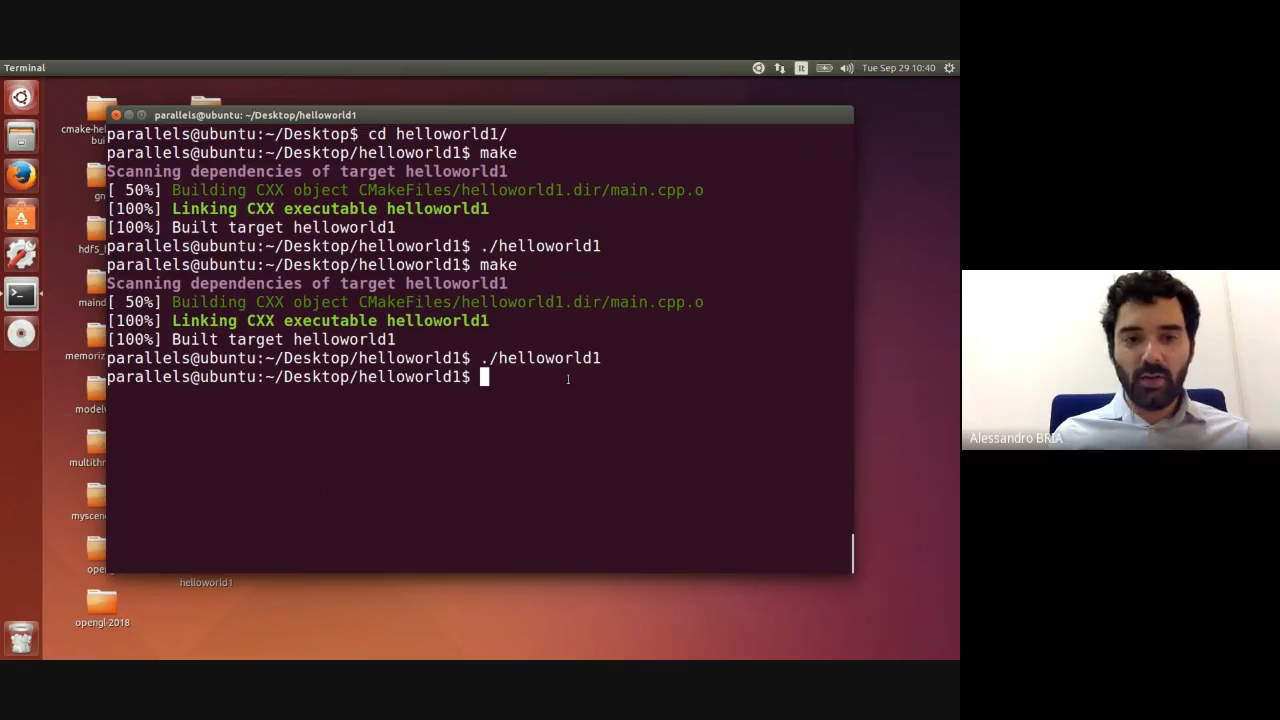 Terminal
It
Tue Sep 29 10:40
parallels@ubuntu: ~/Desktop/helloworld1
parallels@ubuntu:~/Desktop$ cd helloworld1/
parallels@ubuntu:~/Desktop/helloworld1$ make
Scanning dependencies of target helloworld1
[ 50%] Building CXX object CMakeFiles/helloworld1.dir/main.cpp.o
[100%] Linking CXX executable helloworld1
[100%] Built target helloworld1
parallels@ubuntu:~/Desktop/helloworld1$ ./helloworld1
parallels@ubuntu:~/Desktop/helloworld1$ make
Scanning dependencies of target helloworld1
[ 50%] Building CXX object CMakeFiles/helloworld1.dir/main.cpp.o
[100%] Linking CXX executable helloworld1
[100%] Built target helloworld1
parallels@ubuntu:~/Desktop/helloworld1$ ./helloworld1
parallels@ubuntu:~/Desktop/helloworld1$
helloworld1
opengl-2018
Alessandro BRIA